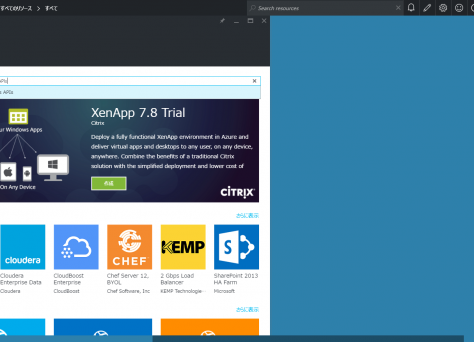 すべてのリソース > すべて
Search resources
APIs
s APIs
ur Windows Apps
On Any Device
XenApp 7.8 Trial
Citrix
Deploy a fully functional XenApp environment in Azure and
deliver virtual apps and desktops to any user, on any device,
anywhere. Combine the benefits of a traditional Citrix
solution with the simplified deployment and lower cost of
作成
CITRIX
さらに表示
cloudera
CHEF
KEMP
S
Cloudera
Enterprise Data
Cloudera
CloudBoost
Enterprise
CloudBoost
Chef Server 12,
BYOL
Chef Software, Inc
2 Gbps Load
Balancer
KEMP Technologie
SharePoint 2013
HA Farm
Microsoft
さらに表示